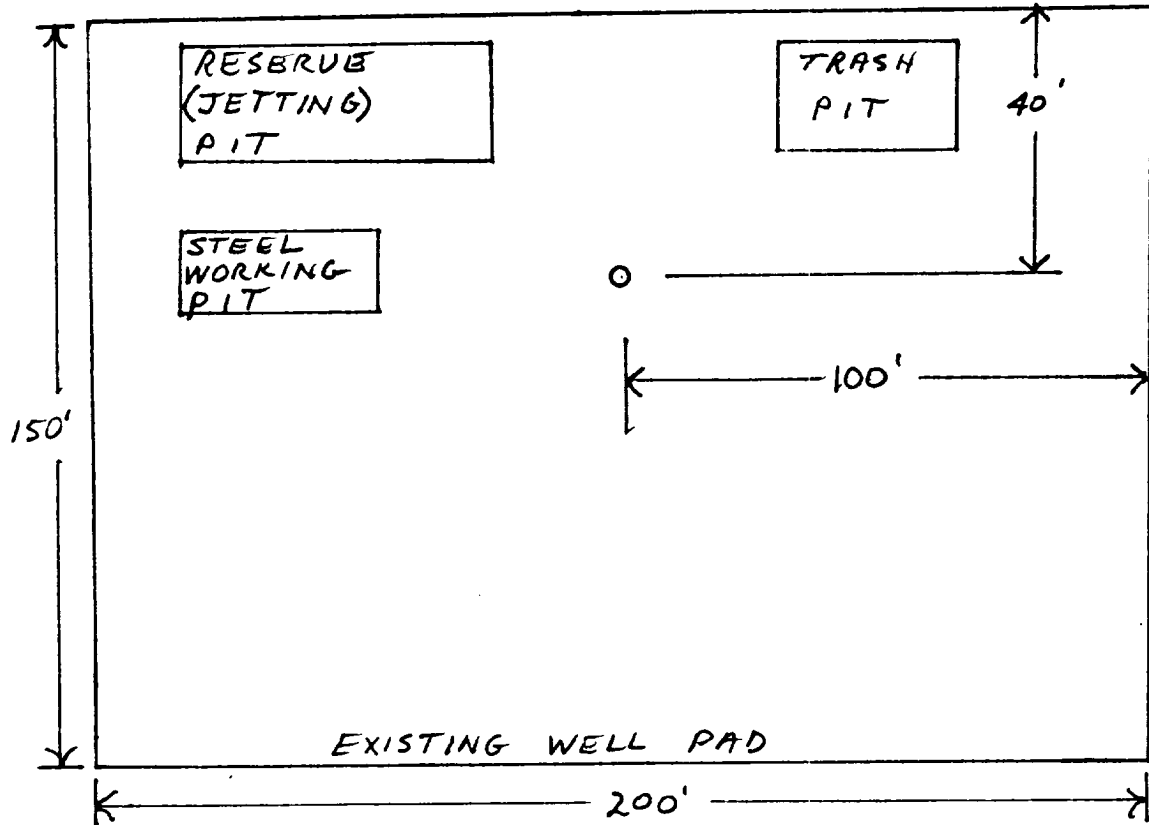 RESERVE
(JETTING)
PIT
TRASH
PIT
40'
STEEL
WORKING
PIT
100'
150'
EXISTING WELL PAD
200'